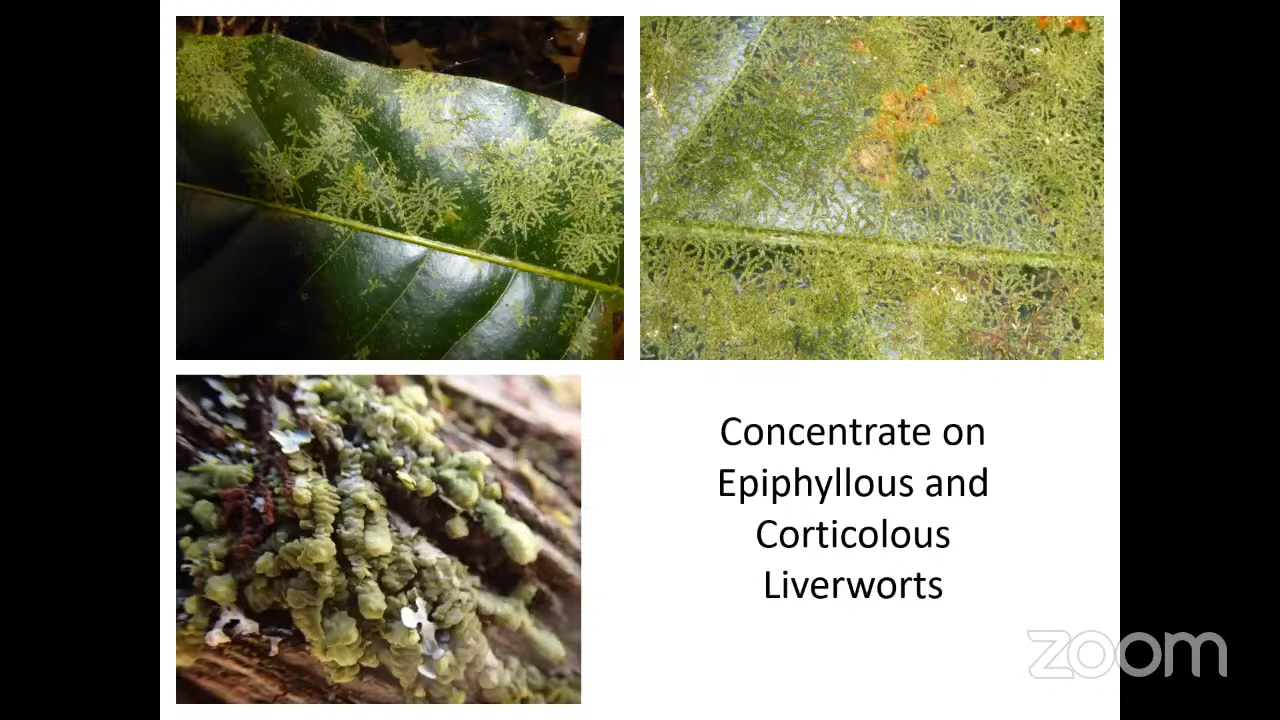 Concentrate on
Epiphyllous and
Corticolous
Liverworts
zoom